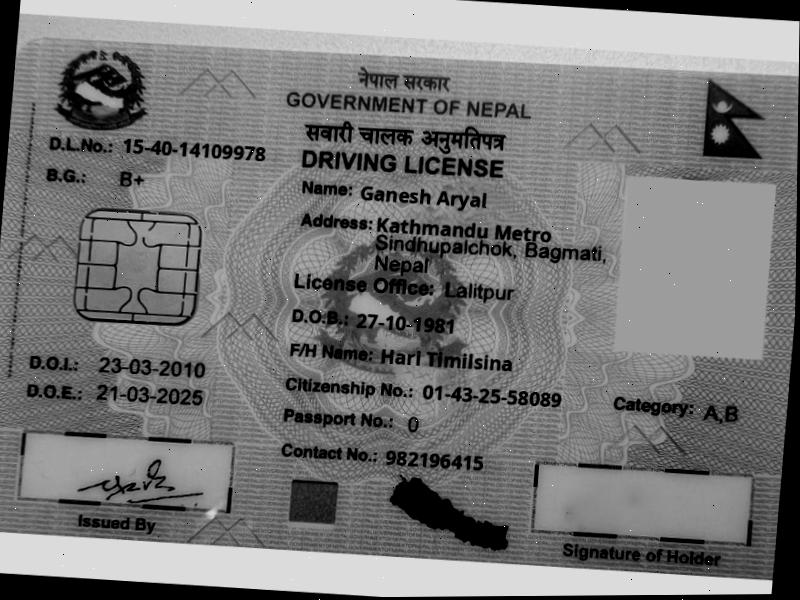 नेपाल सरकार
GOVERNMENT OF NEPAL
सवारी चालक अनुमतिपत्र
DRIVING LICENSE
D.L.No.: 15-40-14109978
B.G.: B+
Name: Ganesh Aryal
Address: Kathmandu Metro
Sindhupalchok, Bagmati,
Nepal
License Office: Lalitpur
D.O.B.: 27-10-1981
F/H Name: Hari Timilsina
D.O.I.: 23-03-2010
D.O.E.: 21-03-2025
Citizenship No.: 01-43-25-58089
Category: A,B
Passport No.: 0
Contact No.: 982196415
Issued By
Signature of Holder